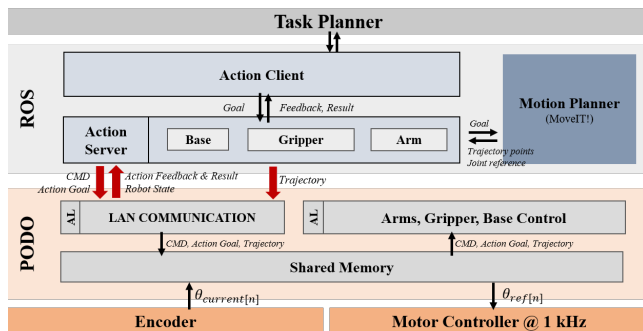 Task Planner
ROS
Action Client
Goal
Feedback, Result
Action
Server
Base
Gripper
Arm
Goal
Trajectory points
Joint reference
Motion Planner
(MoveIT!)
CMD
Action Goal
Action Feedback & Result
Robot State
Trajectory
PODO
AL
LAN COMMUNICATION
AL
Arms, Gripper, Base Control
CMD, Action Goal, Trajectory
CMD, Action Goal, Trajectory
Shared Memory
θcurrent[n]
θref[n]
Encoder
Motor Controller @ 1 kHz